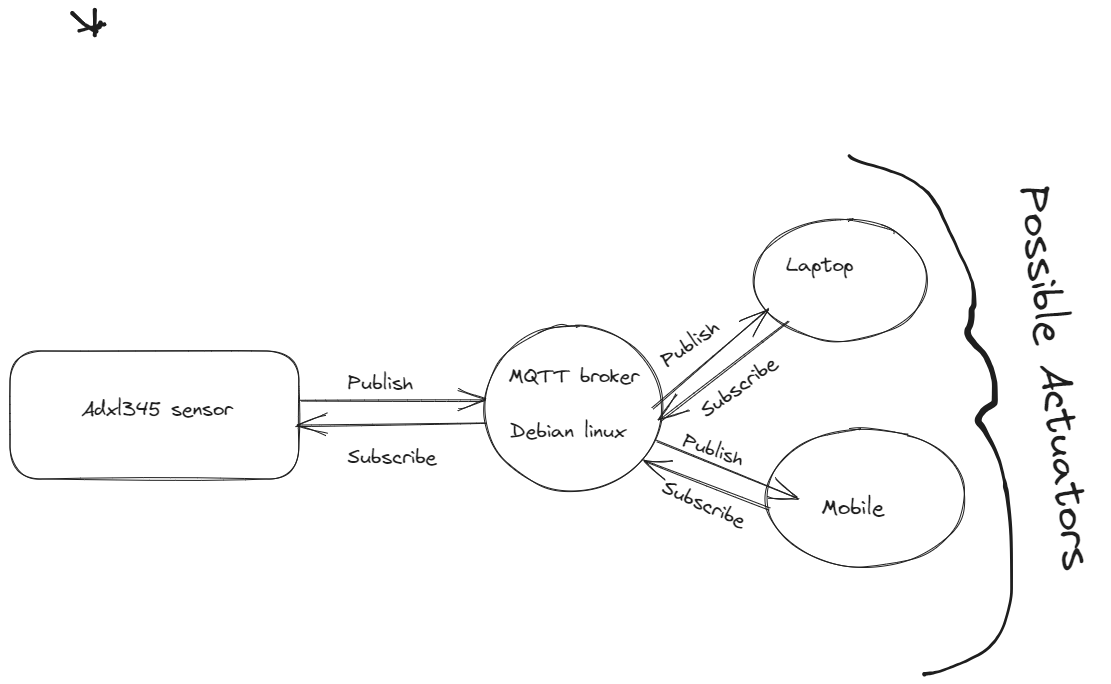 Adxl345 sensor
Publish
Subscribe
MQTT broker
Debian linux
Publish
Subscribe
Laptop
Publish
Subscribe
Mobile
Possible Actuators